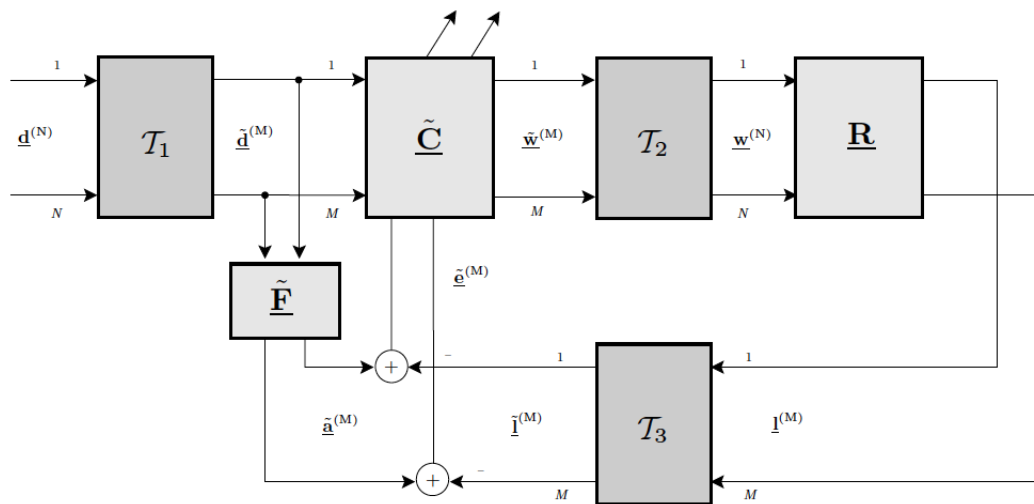 1 1 1 1
d^(N) T₁ d̃^(M) C̃ w̃^(M) T₂ w^(N) R
N M M N
F̃ ẽ^(M)
+ – 1 1
ã^(M) l̃^(M) T₃ l^(M)
+ – M M